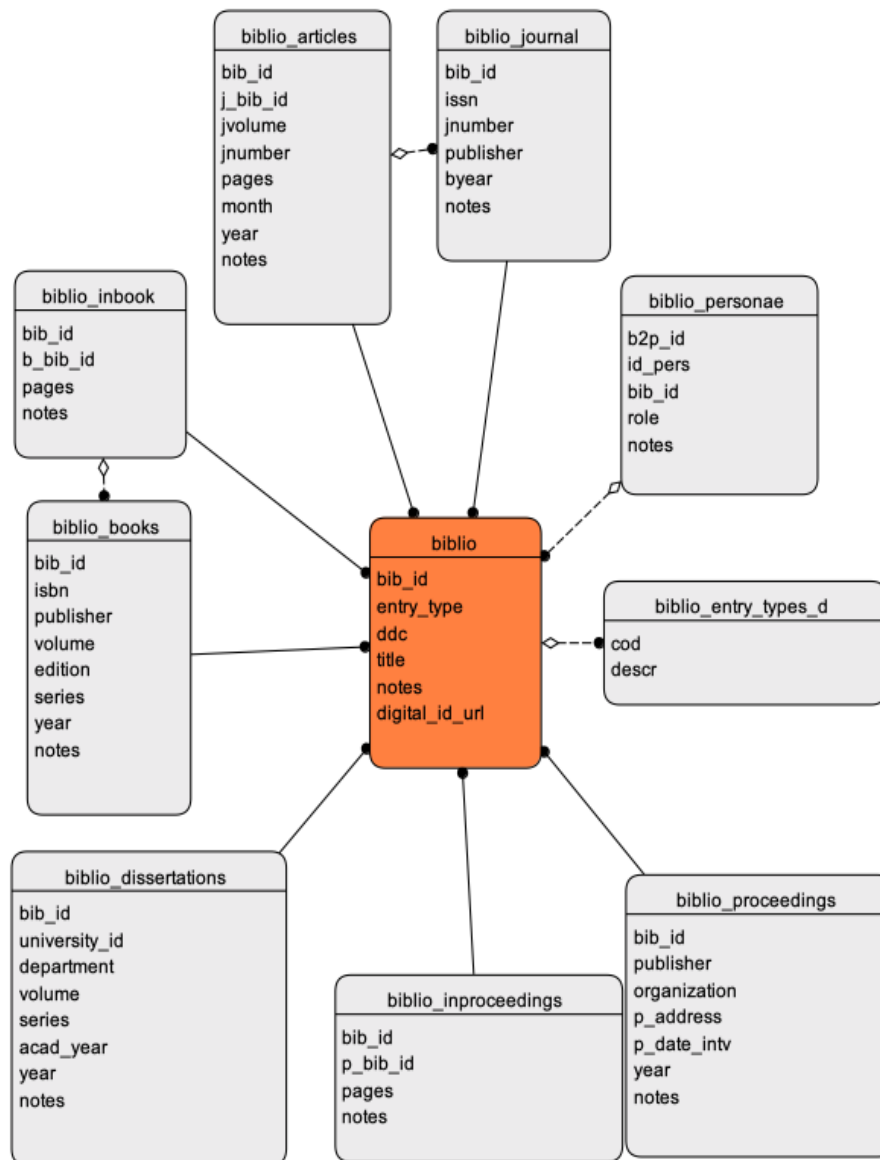 biblio_articles
bib_id
j_bib_id
jvolume
jnumber
pages
month
year
notes
biblio_journal
bib_id
issn
jnumber
publisher
byear
notes
biblio_inbook
bib_id
b_bib_id
pages
notes
biblio_personae
b2p_id
id_pers
bib_id
role
notes
biblio_books
bib_id
isbn
publisher
volume
edition
series
year
notes
biblio
bib_id
entry_type
ddc
title
notes
digital_id_url
biblio_entry_types_d
cod
descr
biblio_dissertations
bib_id
university_id
department
volume
series
acad_year
year
notes
biblio_inproceedings
bib_id
p_bib_id
pages
notes
biblio_proceedings
bib_id
publisher
organization
p_address
p_date_intv
year
notes